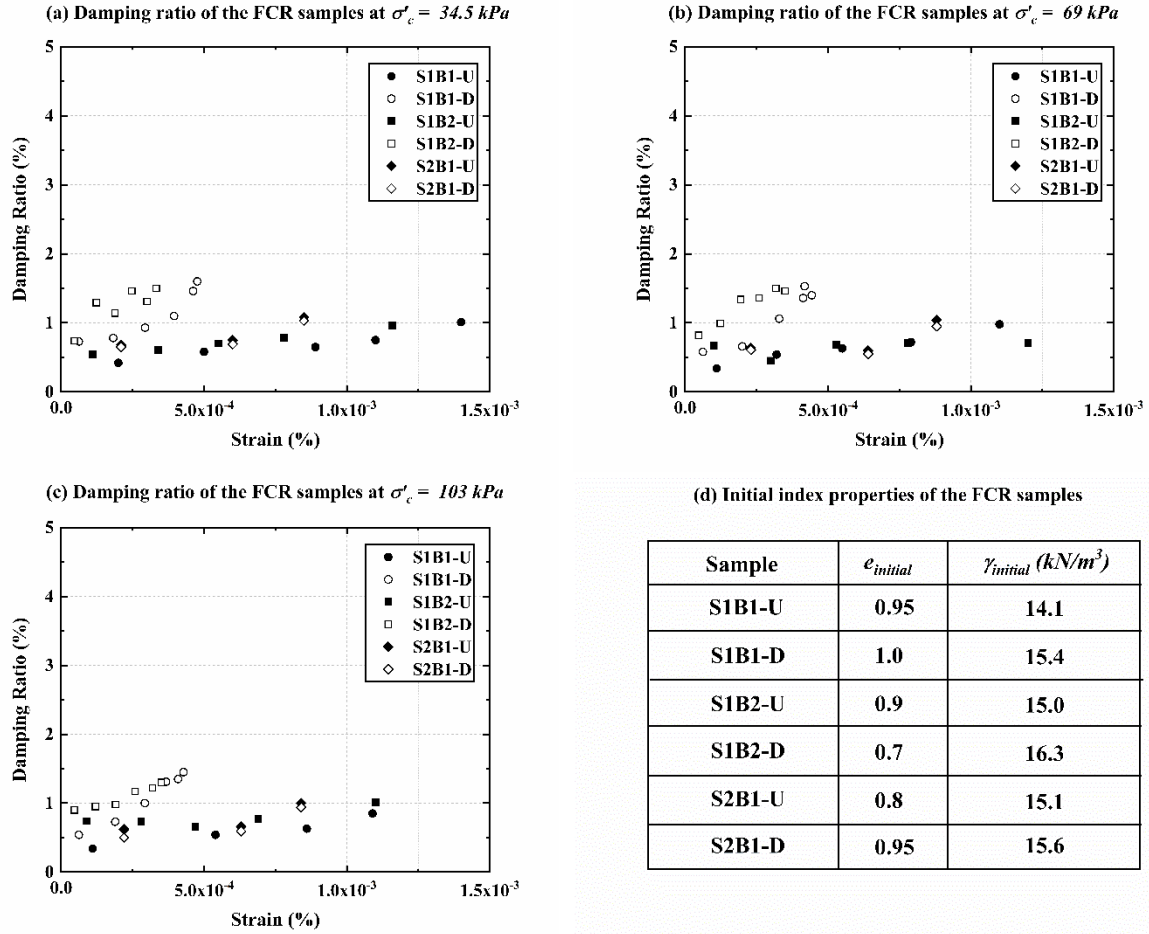 (a) Damping ratio of the FCR samples at σ′c = 34.5 kPa
5
4
3
2
1
0
Damping Ratio (%)
S1B1-U
S1B1-D
S1B2-U
S1B2-D
S2B1-U
S2B1-D
0.0 5.0x10⁻⁴ 1.0x10⁻³ 1.5x10⁻³
Strain (%)
(b) Damping ratio of the FCR samples at σ′c = 69 kPa
5
4
3
2
1
0
Damping Ratio (%)
S1B1-U
S1B1-D
S1B2-U
S1B2-D
S2B1-U
S2B1-D
0.0 5.0x10⁻⁴ 1.0x10⁻³ 1.5x10⁻³
Strain (%)
(c) Damping ratio of the FCR samples at σ′c = 103 kPa
5
4
3
2
1
0
Damping Ratio (%)
S1B1-U
S1B1-D
S1B2-U
S1B2-D
S2B1-U
S2B1-D
0.0 5.0x10⁻⁴ 1.0x10⁻³ 1.5x10⁻³
Strain (%)
(d) Initial index properties of the FCR samples
Sample e_initial γ_initial (kN/m³)
S1B1-U 0.95 14.1
S1B1-D 1.0 15.4
S1B2-U 0.9 15.0
S1B2-D 0.7 16.3
S2B1-U 0.8 15.1
S2B1-D 0.95 15.6